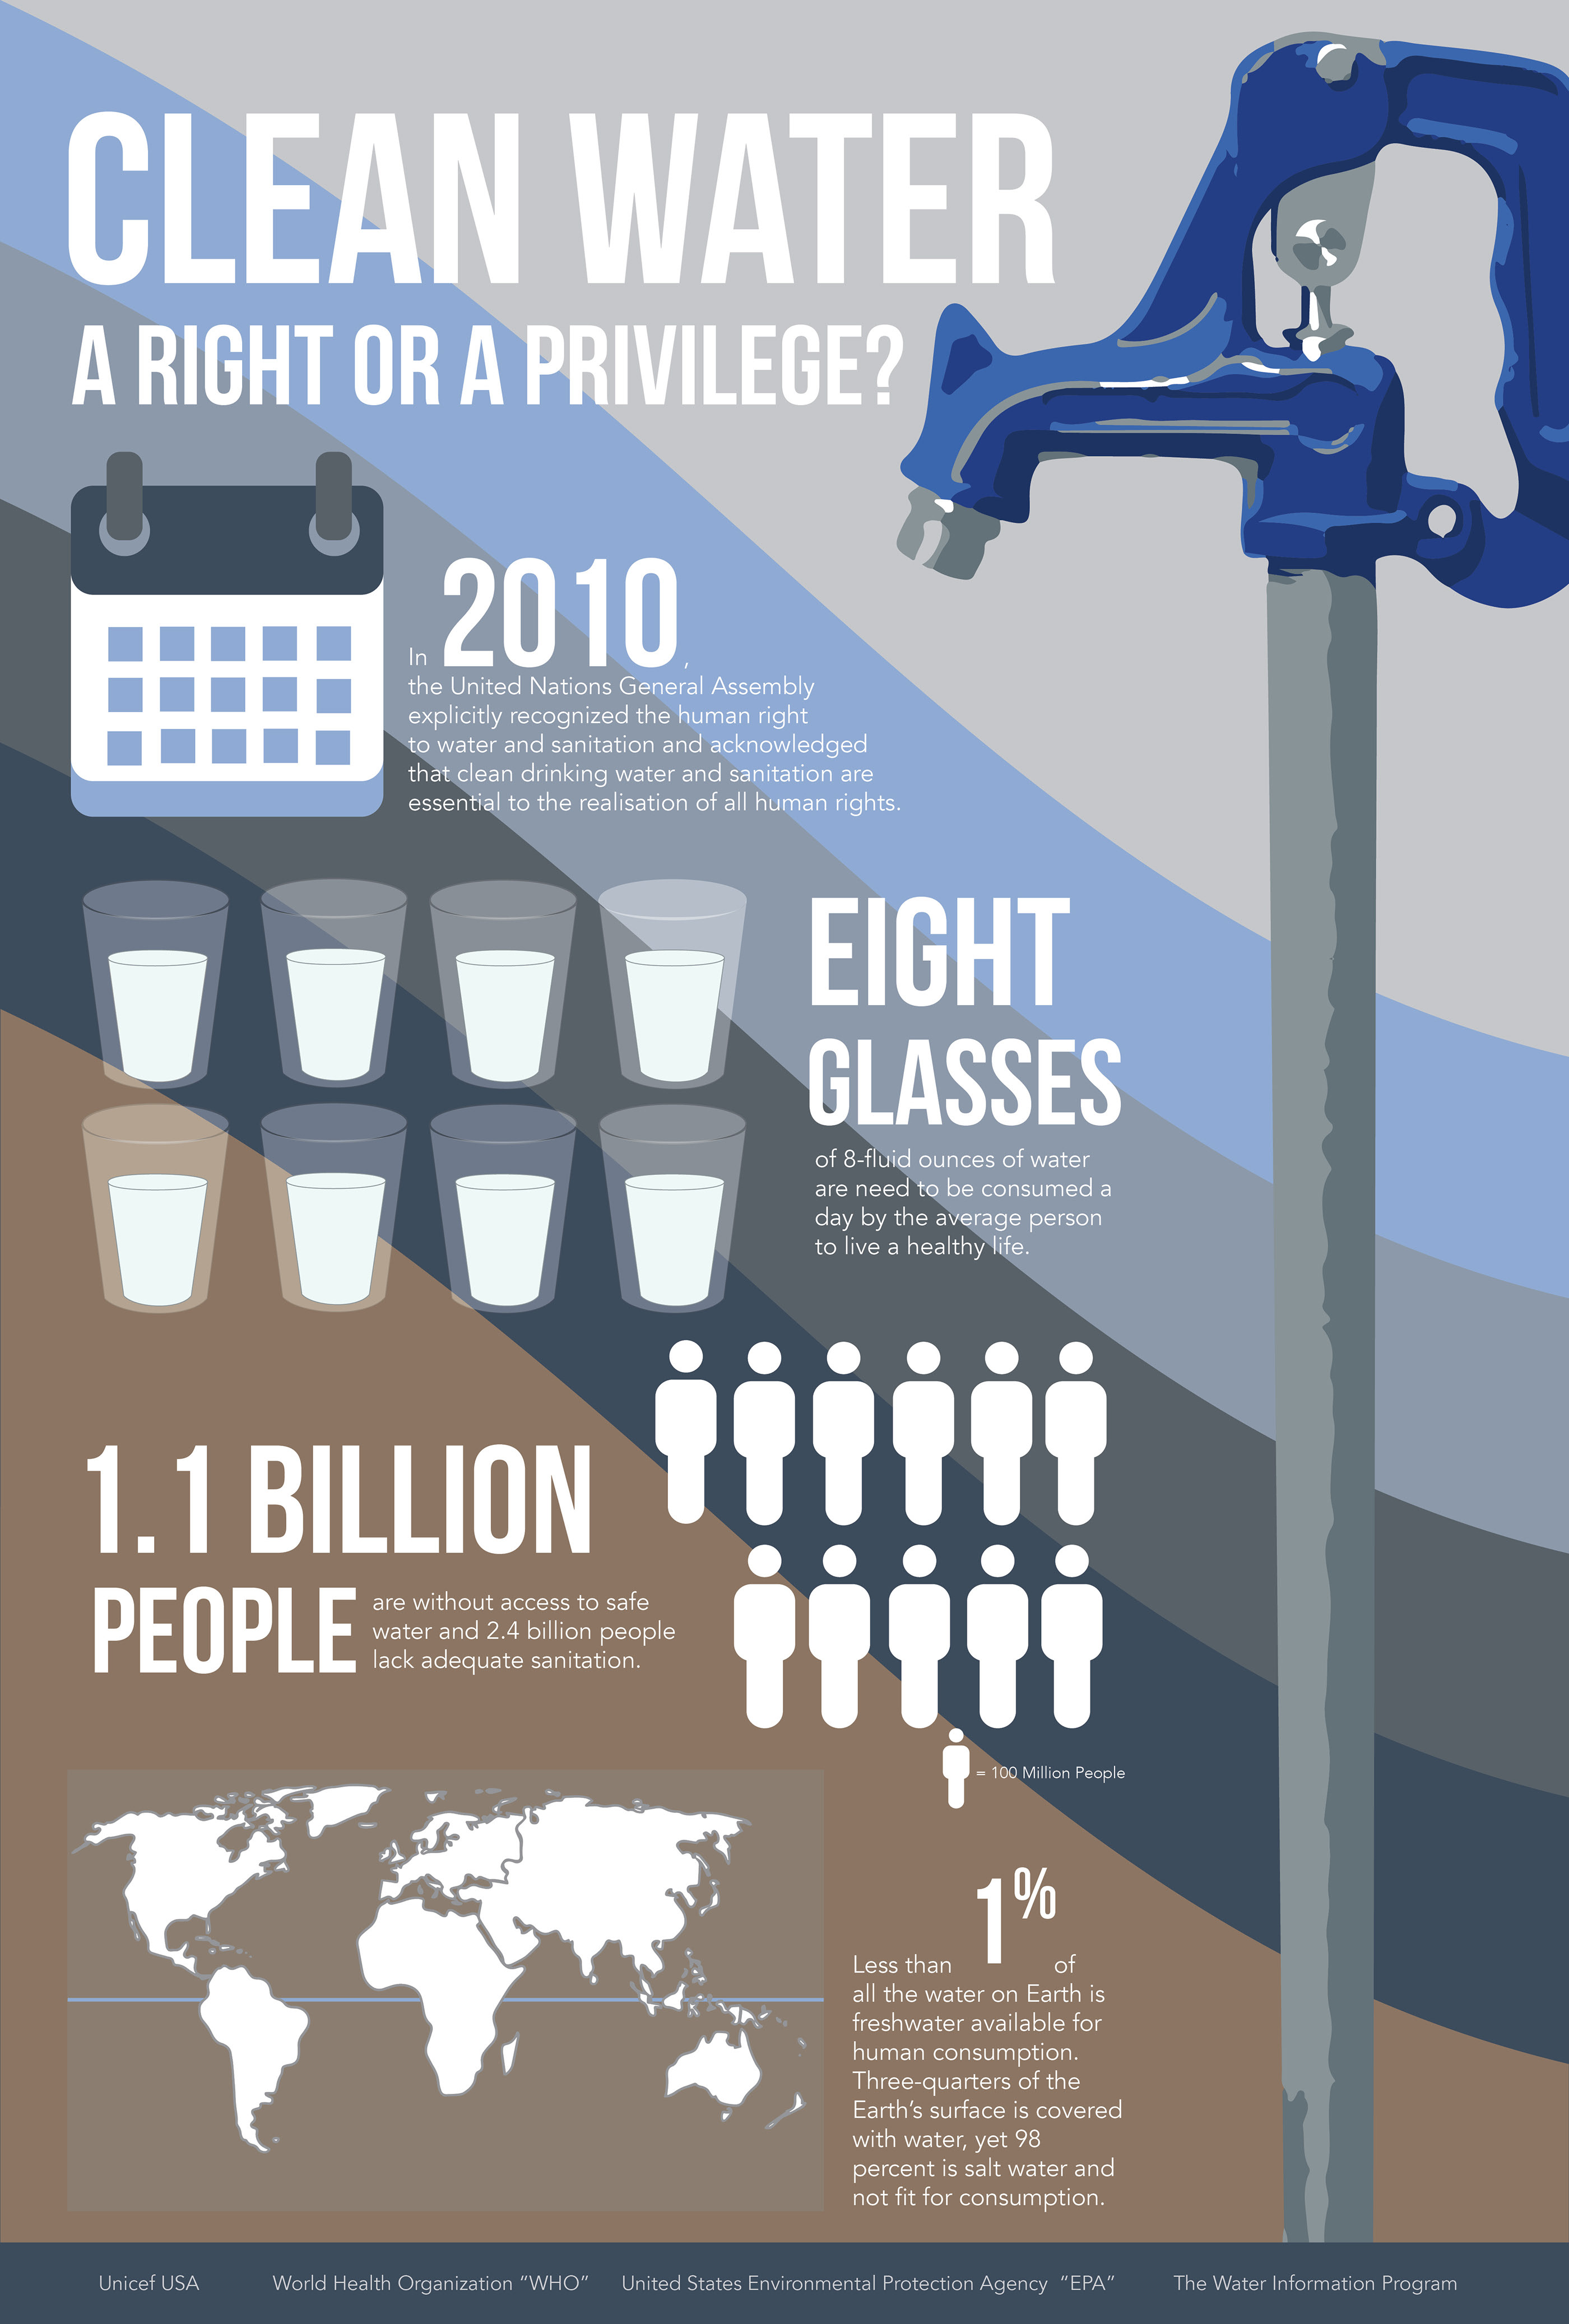 CLEAN WATER
A RIGHT OR A PRIVILEGE?
In 2010,
the United Nations General Assembly
explicitly recognized the human right
to water and sanitation and acknowledged
that clean drinking water and sanitation are
essential to the realisation of all human rights.
EIGHT
GLASSES
of 8-fluid ounces of water
are need to be consumed a
day by the average person
to live a healthy life.
1.1 BILLION
PEOPLE
are without access to safe
water and 2.4 billion people
lack adequate sanitation.
= 100 Million People
Less than 1% of
all the water on Earth is
freshwater available for
human consumption.
Three-quarters of the
Earth’s surface is covered
with water, yet 98
percent is salt water and
not fit for consumption.
Unicef USA World Health Organization “WHO” United States Environmental Protection Agency “EPA” The Water Information Program